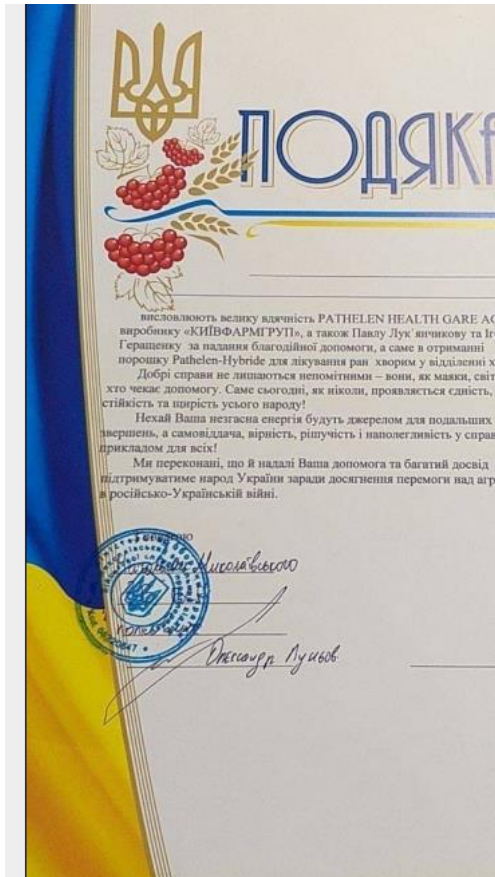 ПОДЯКА
висловлюють велику вдячність PATHELEN HEALTH GARE AG
виробнику «КИЇВФАРМГРУП», а також Павлу Лук'янчикову та Іг
Геращенку за надання благодійної допомоги, а саме в отриманні
порошку Pathelen-Hybride для лікування ран хворим у відділенні х
Добрі справи не лишаються непомітними – вони, як маяки, світ
хто чекає допомогу. Саме сьогодні, як ніколи, проявляється єдність,
стійкість та щирість усього народу!
Нехай Ваша незгасна енергія будуть джерелом для подальших
звершень, а самовіддача, вірність, рішучість і наполегливість у справ
прикладом для всіх!
Ми переконані, що й надалі Ваша допомога та багатий досвід
підтримуватиме народ України заради досягнення перемоги над агр
в російсько-Українській війні.
Миколаївського
Олександр